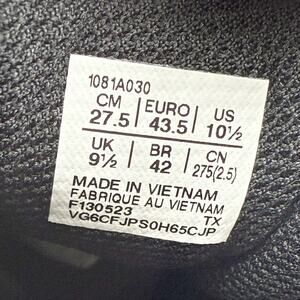 1081A030
CM EURO US
27.5 43.5 10½
UK BR CN
9½ 42 275(2.5)
MADE IN VIETNAM
FABRIQUE AU VIETNAM
F130523 TX
VG6CFJPS0H65CJP